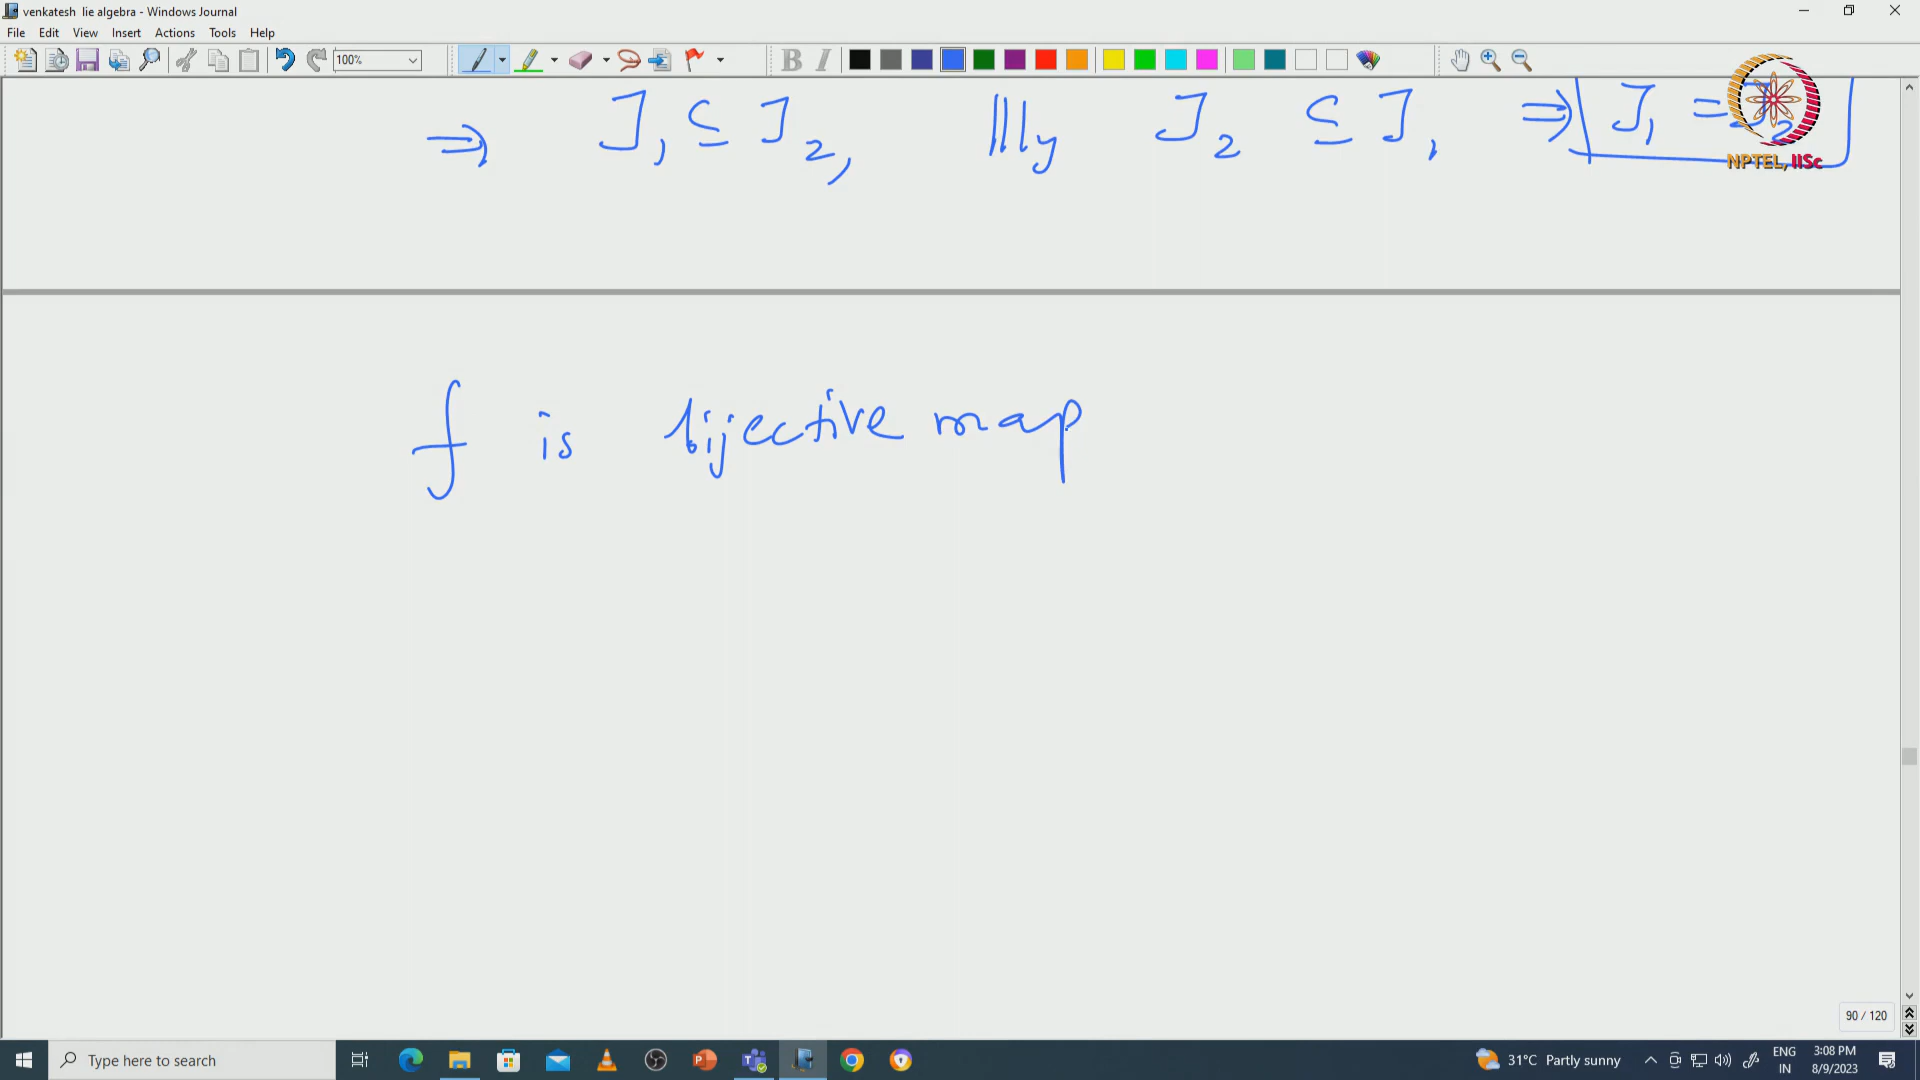 venkatesh lie algebra - Windows Journal
File Edit View Insert Actions Tools Help
100%
B I
⇒ J₁ ⊆ J₂, |||ly J₂ ⊆ J₁ ⇒ J₁ = J₂
NPTEL, IISc
f is bijective map
90 / 120
Type here to search
31°C Partly sunny
ENG
IN
3:08 PM
8/9/2023